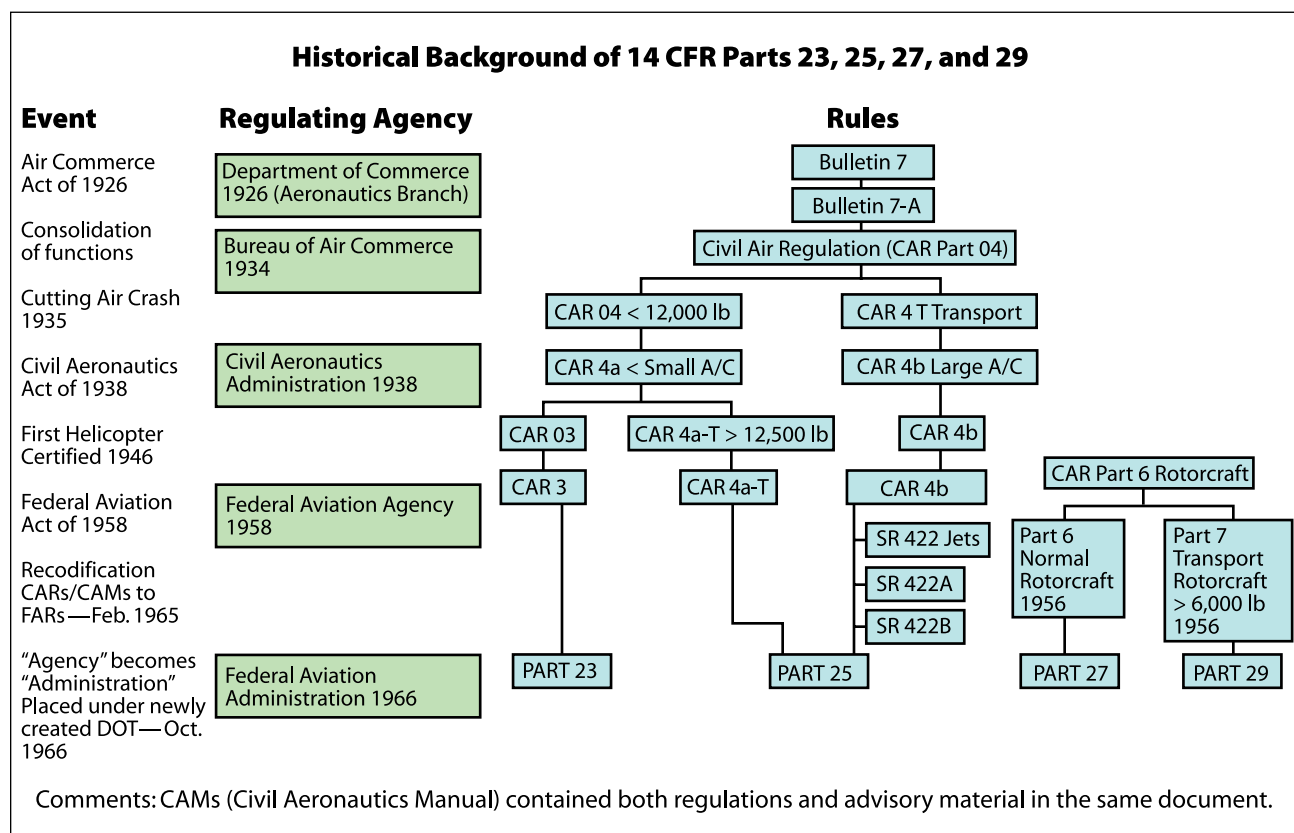 Historical Background of 14 CFR Parts 23, 25, 27, and 29
Event
Air Commerce
Act of 1926
Consolidation
of functions
Cutting Air Crash
1935
Civil Aeronautics
Act of 1938
First Helicopter
Certified 1946
Federal Aviation
Act of 1958
Recodification
CARs/CAMs to
FARs—Feb. 1965
“Agency” becomes
“Administration”
Placed under newly
created DOT—Oct.
1966
Regulating Agency
Department of Commerce
1926 (Aeronautics Branch)
Bureau of Air Commerce
1934
Civil Aeronautics
Administration 1938
Federal Aviation Agency
1958
Federal Aviation
Administration 1966
Rules
Bulletin 7
Bulletin 7-A
Civil Air Regulation (CAR Part 04)
CAR 04 < 12,000 lb
CAR 4 T Transport
CAR 4a < Small A/C
CAR 4b Large A/C
CAR 03
CAR 4a-T > 12,500 lb
CAR 4b
CAR 3
CAR 4a-T
CAR 4b
CAR Part 6 Rotorcraft
SR 422 Jets
SR 422A
SR 422B
Part 6
Normal
Rotorcraft
1956
Part 7
Transport
Rotorcraft
> 6,000 lb
1956
PART 23
PART 25
PART 27
PART 29
Comments: CAMs (Civil Aeronautics Manual) contained both regulations and advisory material in the same document.